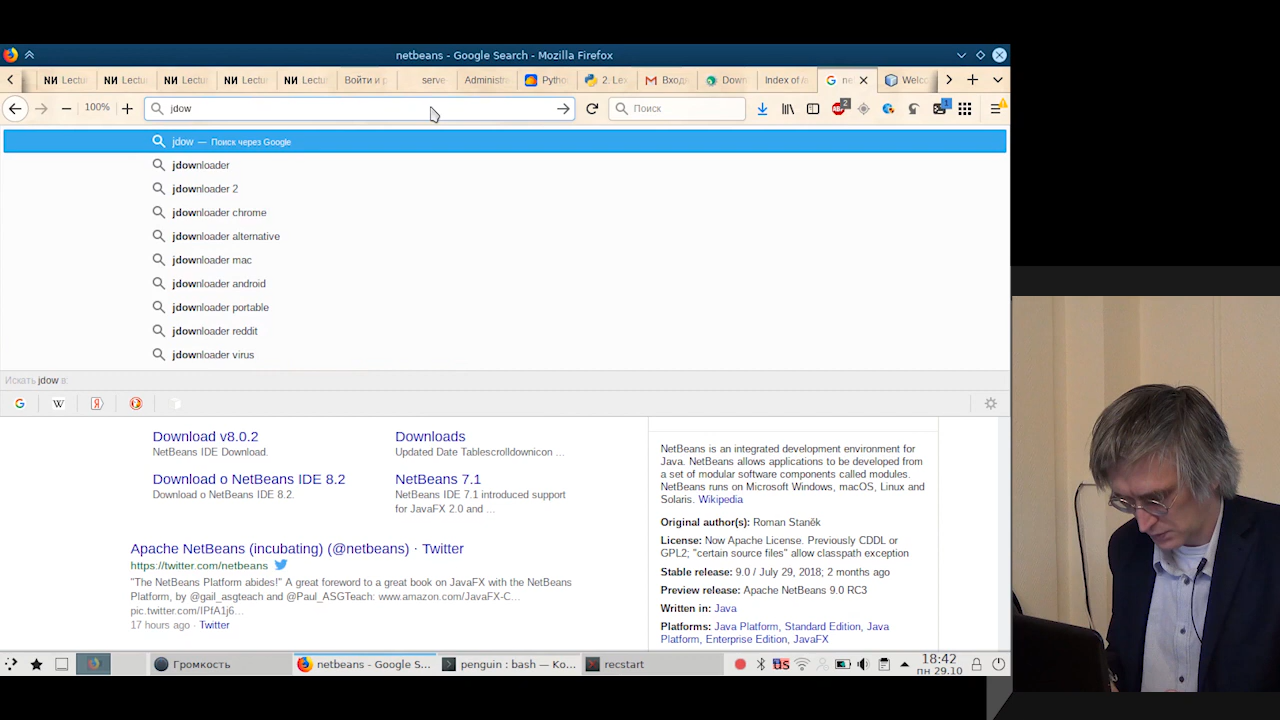 netbeans - Google Search - Mozilla Firefox
Lectu
Lectu
Lectu
Lectu
Lectu
Войти и р
serve
Administr
Pytho
2. Lex
Входя
Down
Index of /
ne
Welco
100%
jdow
Поиск
2
1
jdow — Поиск через Google
jdownloader
jdownloader 2
jdownloader chrome
jdownloader alternative
jdownloader mac
jdownloader android
jdownloader portable
jdownloader reddit
jdownloader virus
Искать jdow в:
Download v8.0.2
NetBeans IDE Download.
Downloads
Updated Date Tablescrolldownicon ...
Download o NetBeans IDE 8.2
Download o NetBeans IDE 8.2.
NetBeans 7.1
NetBeans IDE 7.1 introduced support
for JavaFX 2.0 and ...
Apache NetBeans (incubating) (@netbeans) · Twitter
https://twitter.com/netbeans
"The NetBeans Platform abides!" A great foreword to a great book on JavaFX with the NetBeans
Platform, by @gail_asgteach and @Paul_ASGTeach: www.amazon.com/JavaFX-C...
pic.twitter.com/IPfA1j6...
17 hours ago · Twitter
NetBeans is an integrated development environment for
Java. NetBeans allows applications to be developed from
a set of modular software components called modules.
NetBeans runs on Microsoft Windows, macOS, Linux and
Solaris. Wikipedia
Original author(s): Roman Staněk
License: Now Apache License. Previously CDDL or
GPL2; "certain source files" allow classpath exception
Stable release: 9.0 / July 29, 2018; 2 months ago
Preview release: Apache NetBeans 9.0 RC3
Written in: Java
Platforms: Java Platform, Standard Edition, Java
Platform, Enterprise Edition, JavaFX
Громкость
netbeans - Google S...
penguin : bash — Ко...
recstart
US
18:42
пн 29.10